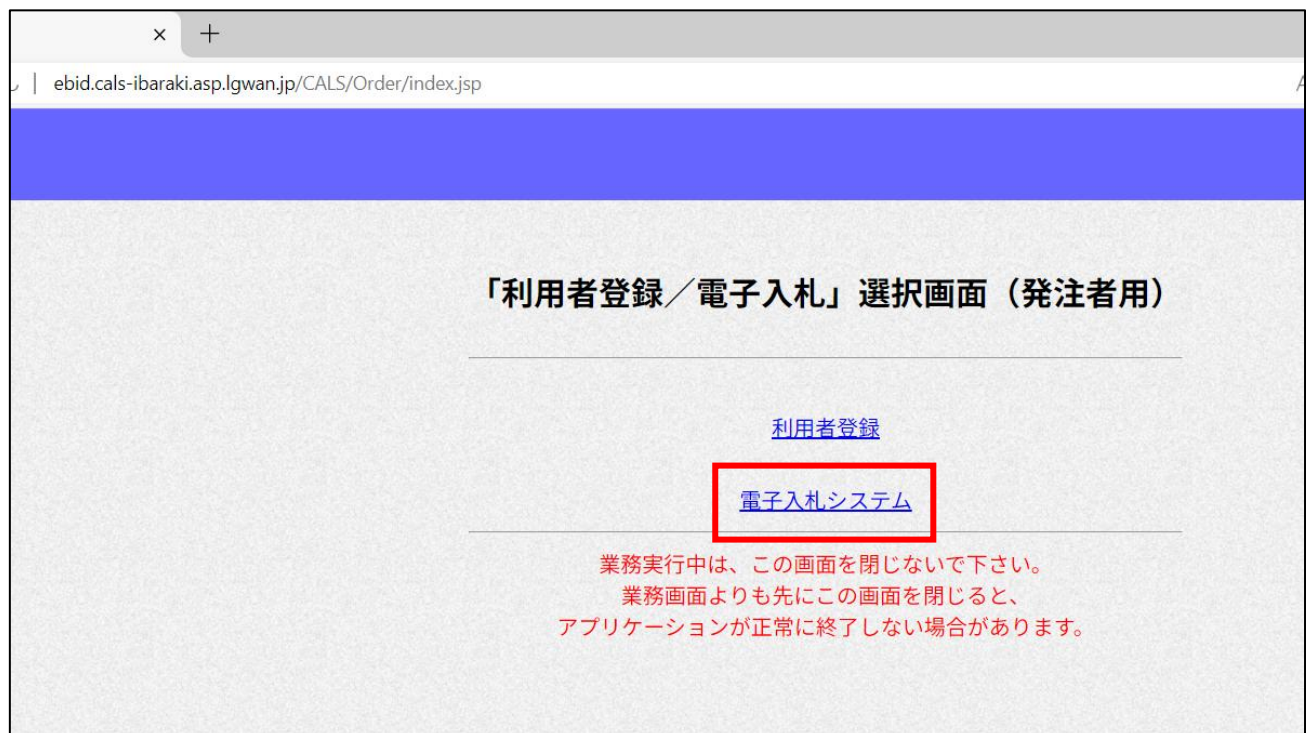 ebid.cals-ibaraki.asp.lgwan.jp/CALS/Order/index.jsp
「利用者登録／電子入札」選択画面（発注者用）
利用者登録
電子入札システム
業務実行中は、この画面を閉じないで下さい。
業務画面よりも先にこの画面を閉じると、
アプリケーションが正常に終了しない場合があります。